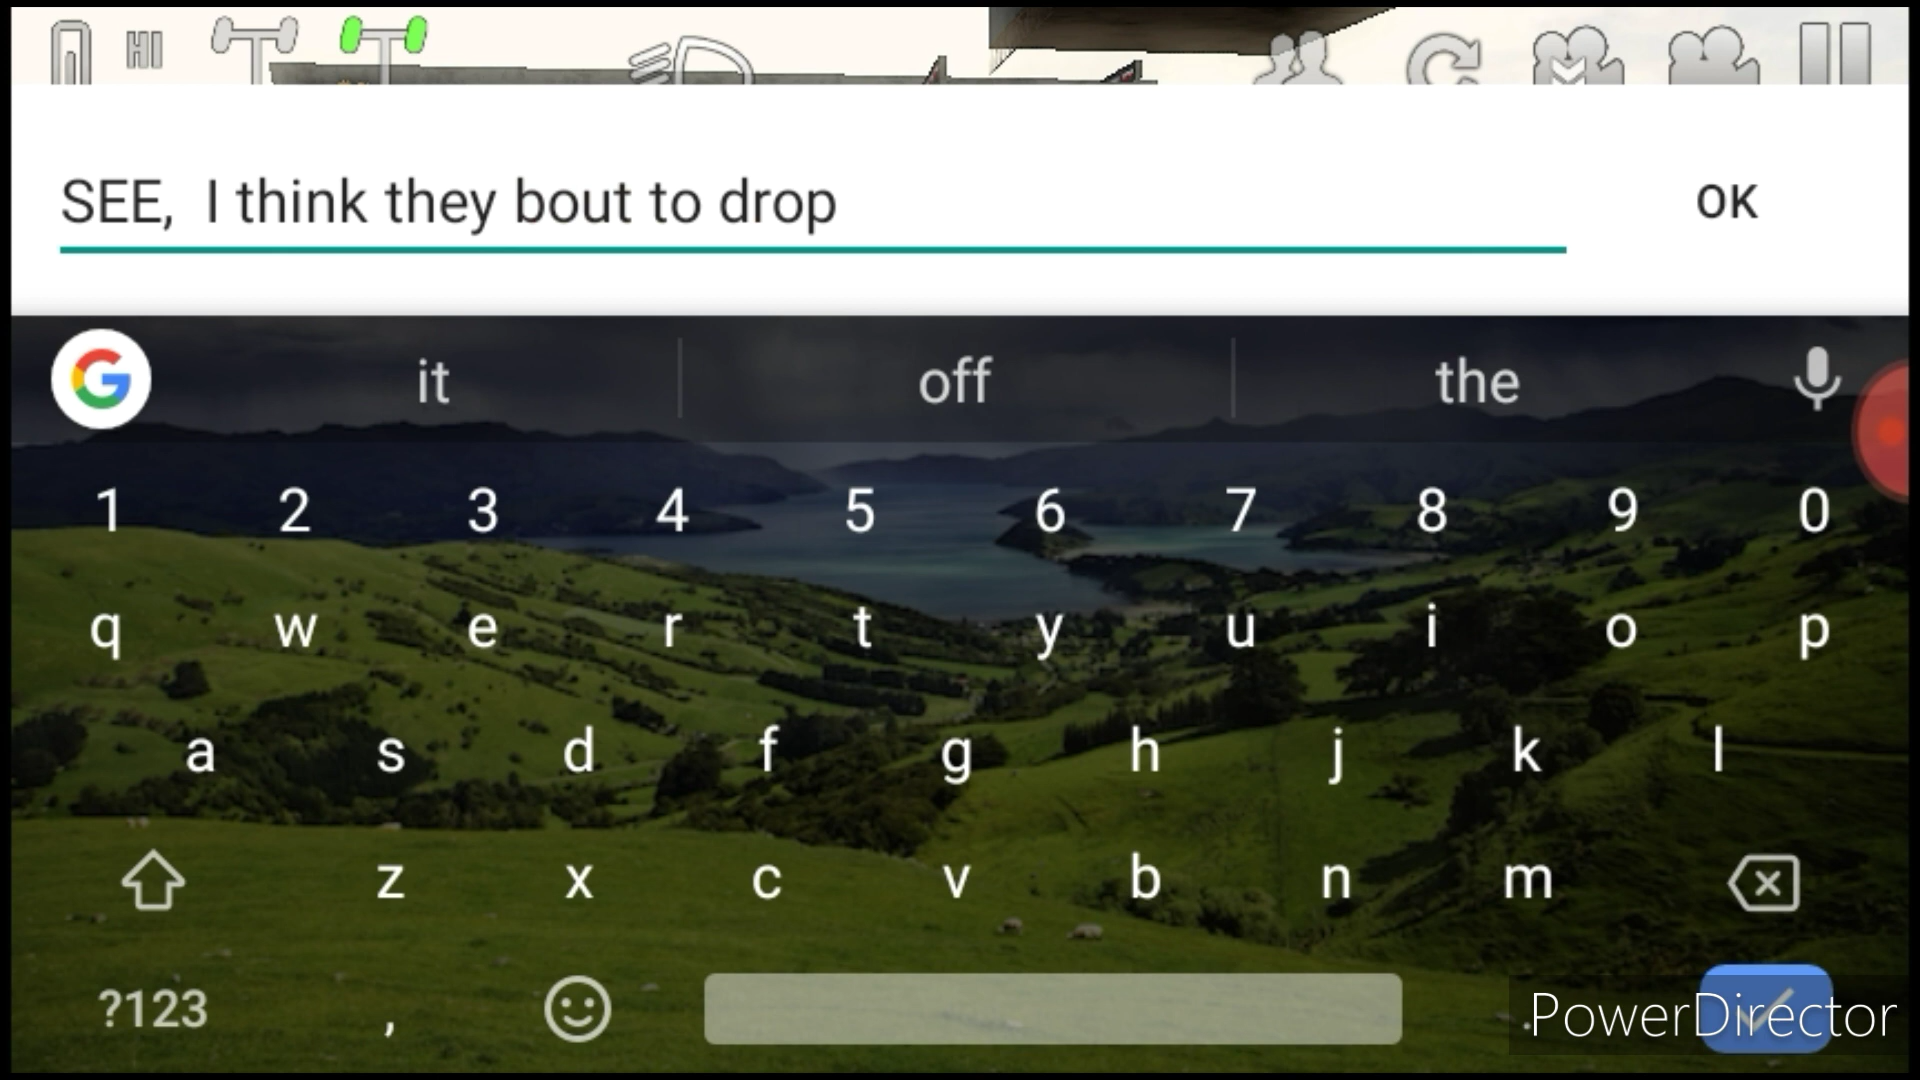 HI
SEE,  I think they bout to drop
OK
G it off the
1 2 3 4 5 6 7 8 9 0
q w e r t y u i o p
a s d f g h j k l
z x c v b n m
?123 ,
PowerDirector